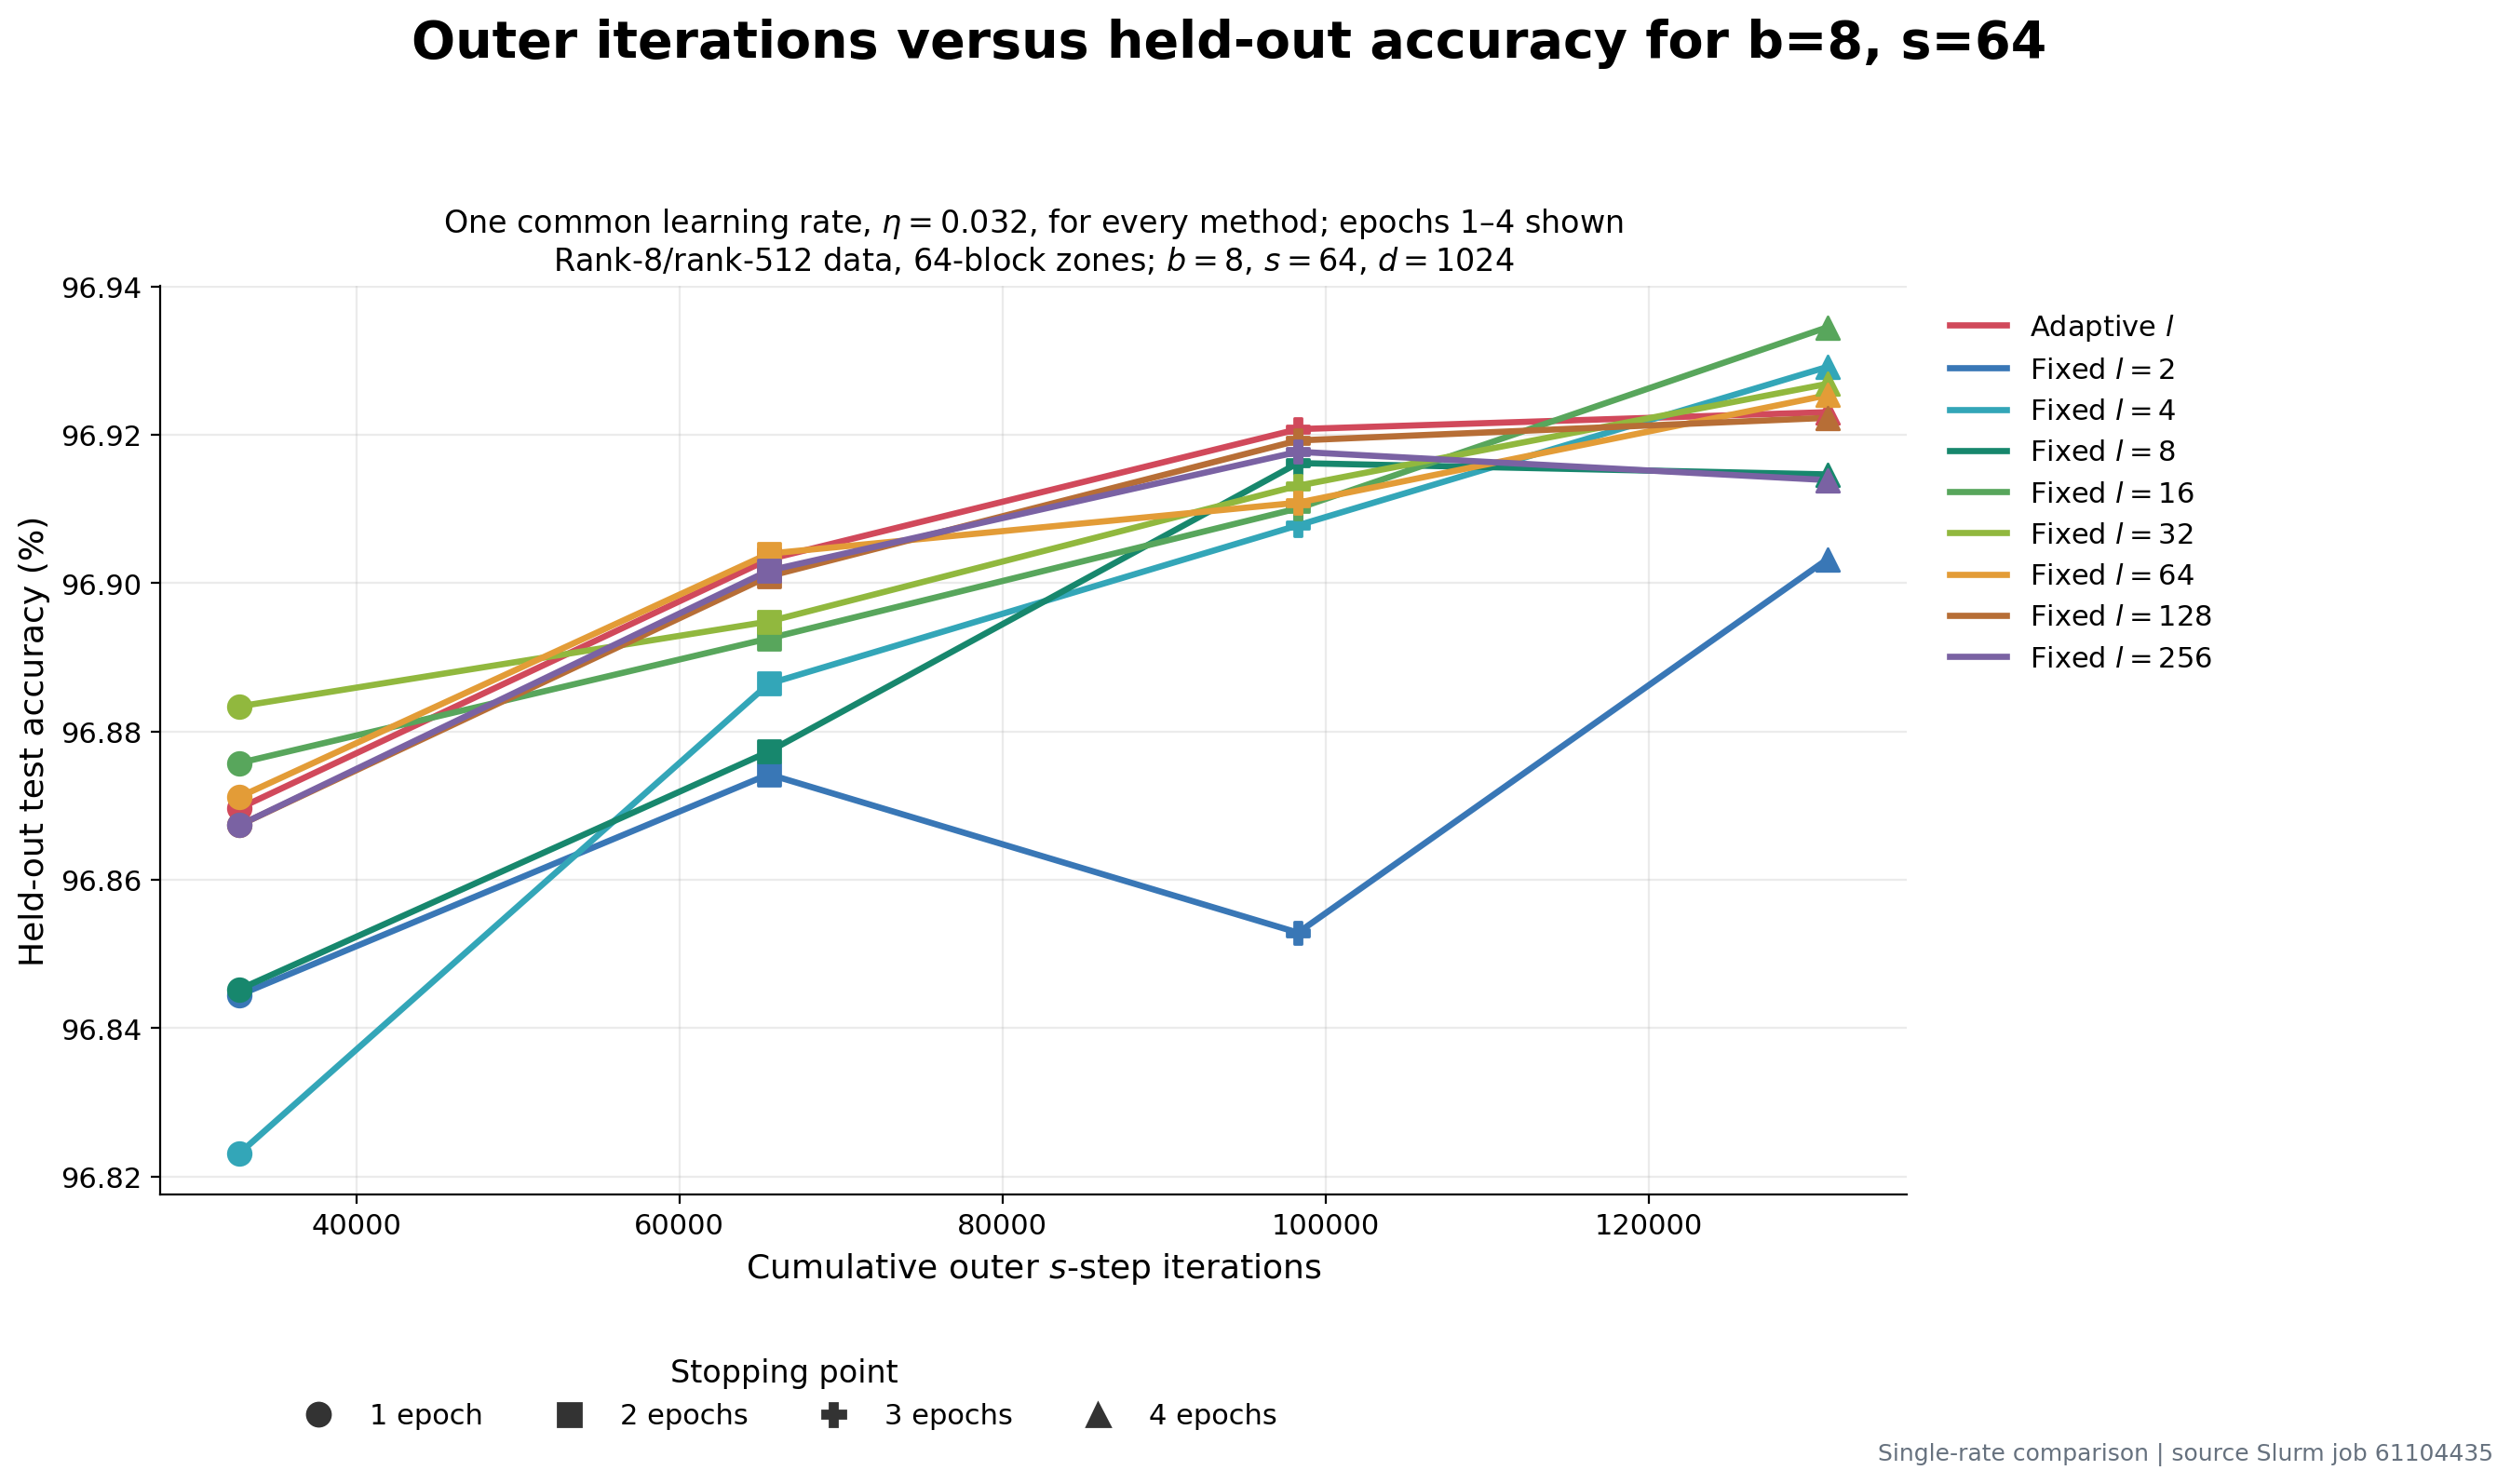 Outer iterations versus held-out accuracy for b=8, s=64
One common learning rate, η = 0.032, for every method; epochs 1–4 shown
Rank-8/rank-512 data, 64-block zones; b = 8, s = 64, d = 1024
Held-out test accuracy (%)
96.94
96.92
96.90
96.88
96.86
96.84
96.82
40000 60000 80000 100000 120000
Cumulative outer s-step iterations
Adaptive l
Fixed l = 2
Fixed l = 4
Fixed l = 8
Fixed l = 16
Fixed l = 32
Fixed l = 64
Fixed l = 128
Fixed l = 256
Stopping point
1 epoch 2 epochs 3 epochs 4 epochs
Single-rate comparison | source Slurm job 61104435